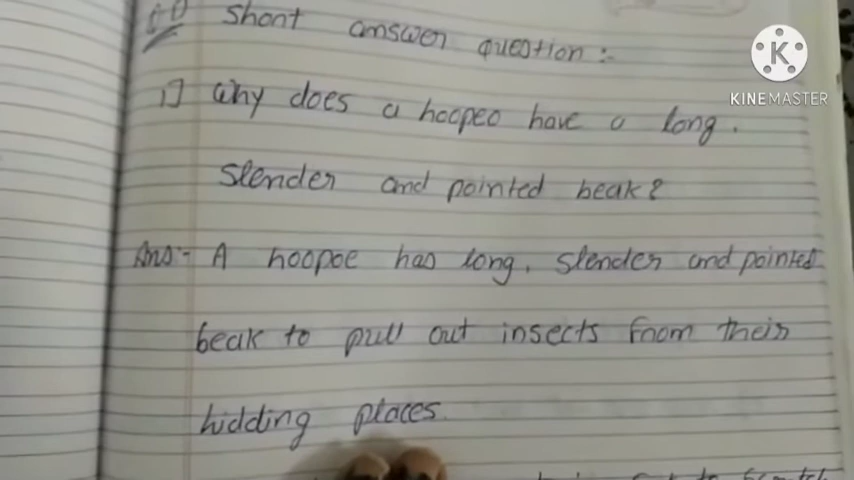 Short answer question :-
K
KINEMASTER
1] Why does a hoopeo have a long.
Slender and pointed beak?
Ans:- A hoopoe has long, Slender and pointed
beak to pull out insects from their
hidding places.